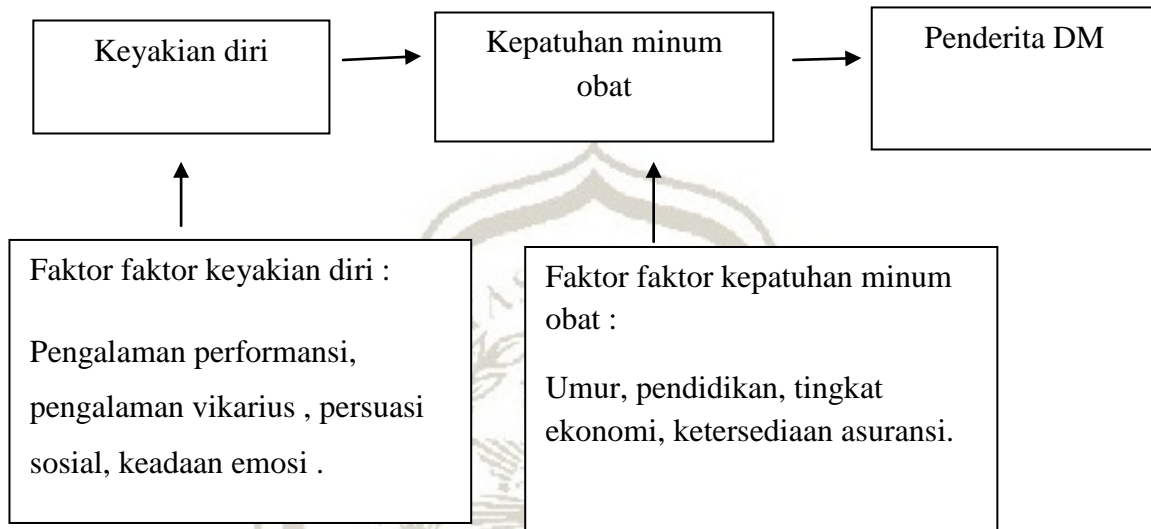 Keyakian diri
Kepatuhan minum
obat
Penderita DM
Faktor faktor keyakian diri :
Pengalaman performansi,
pengalaman vikarius , persuasi
sosial, keadaan emosi .
Faktor faktor kepatuhan minum
obat :
Umur, pendidikan, tingkat
ekonomi, ketersediaan asuransi.